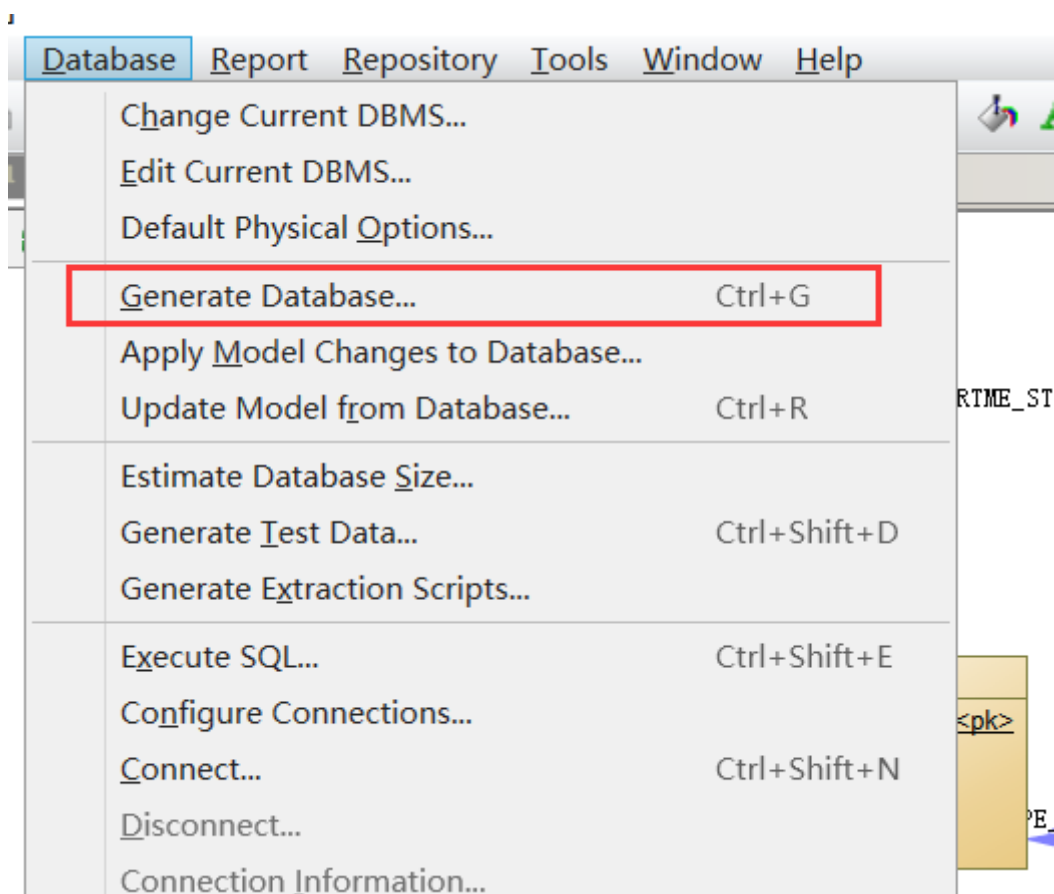 Database Report Repository Tools Window Help
Change Current DBMS...
Edit Current DBMS...
Default Physical Options...
Generate Database... Ctrl+G
Apply Model Changes to Database...
Update Model from Database... Ctrl+R
RTME_ST
Estimate Database Size...
Generate Test Data... Ctrl+Shift+D
Generate Extraction Scripts...
Execute SQL... Ctrl+Shift+E
Configure Connections...
<pk>
Connect... Ctrl+Shift+N
Disconnect...
PE_
Connection Information...